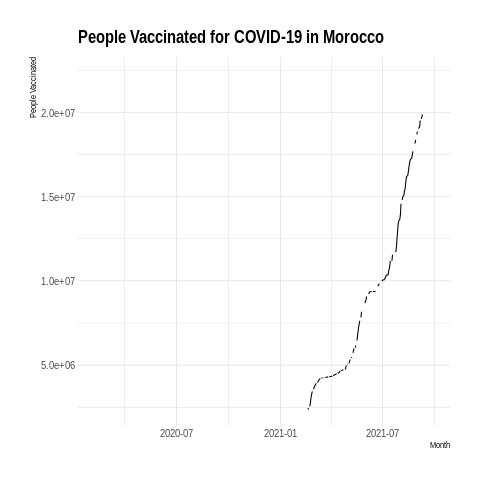 People Vaccinated for COVID-19 in Morocco
People Vaccinated
2.0e+07
1.5e+07
1.0e+07
5.0e+06
2020-07
2021-01
2021-07
Month